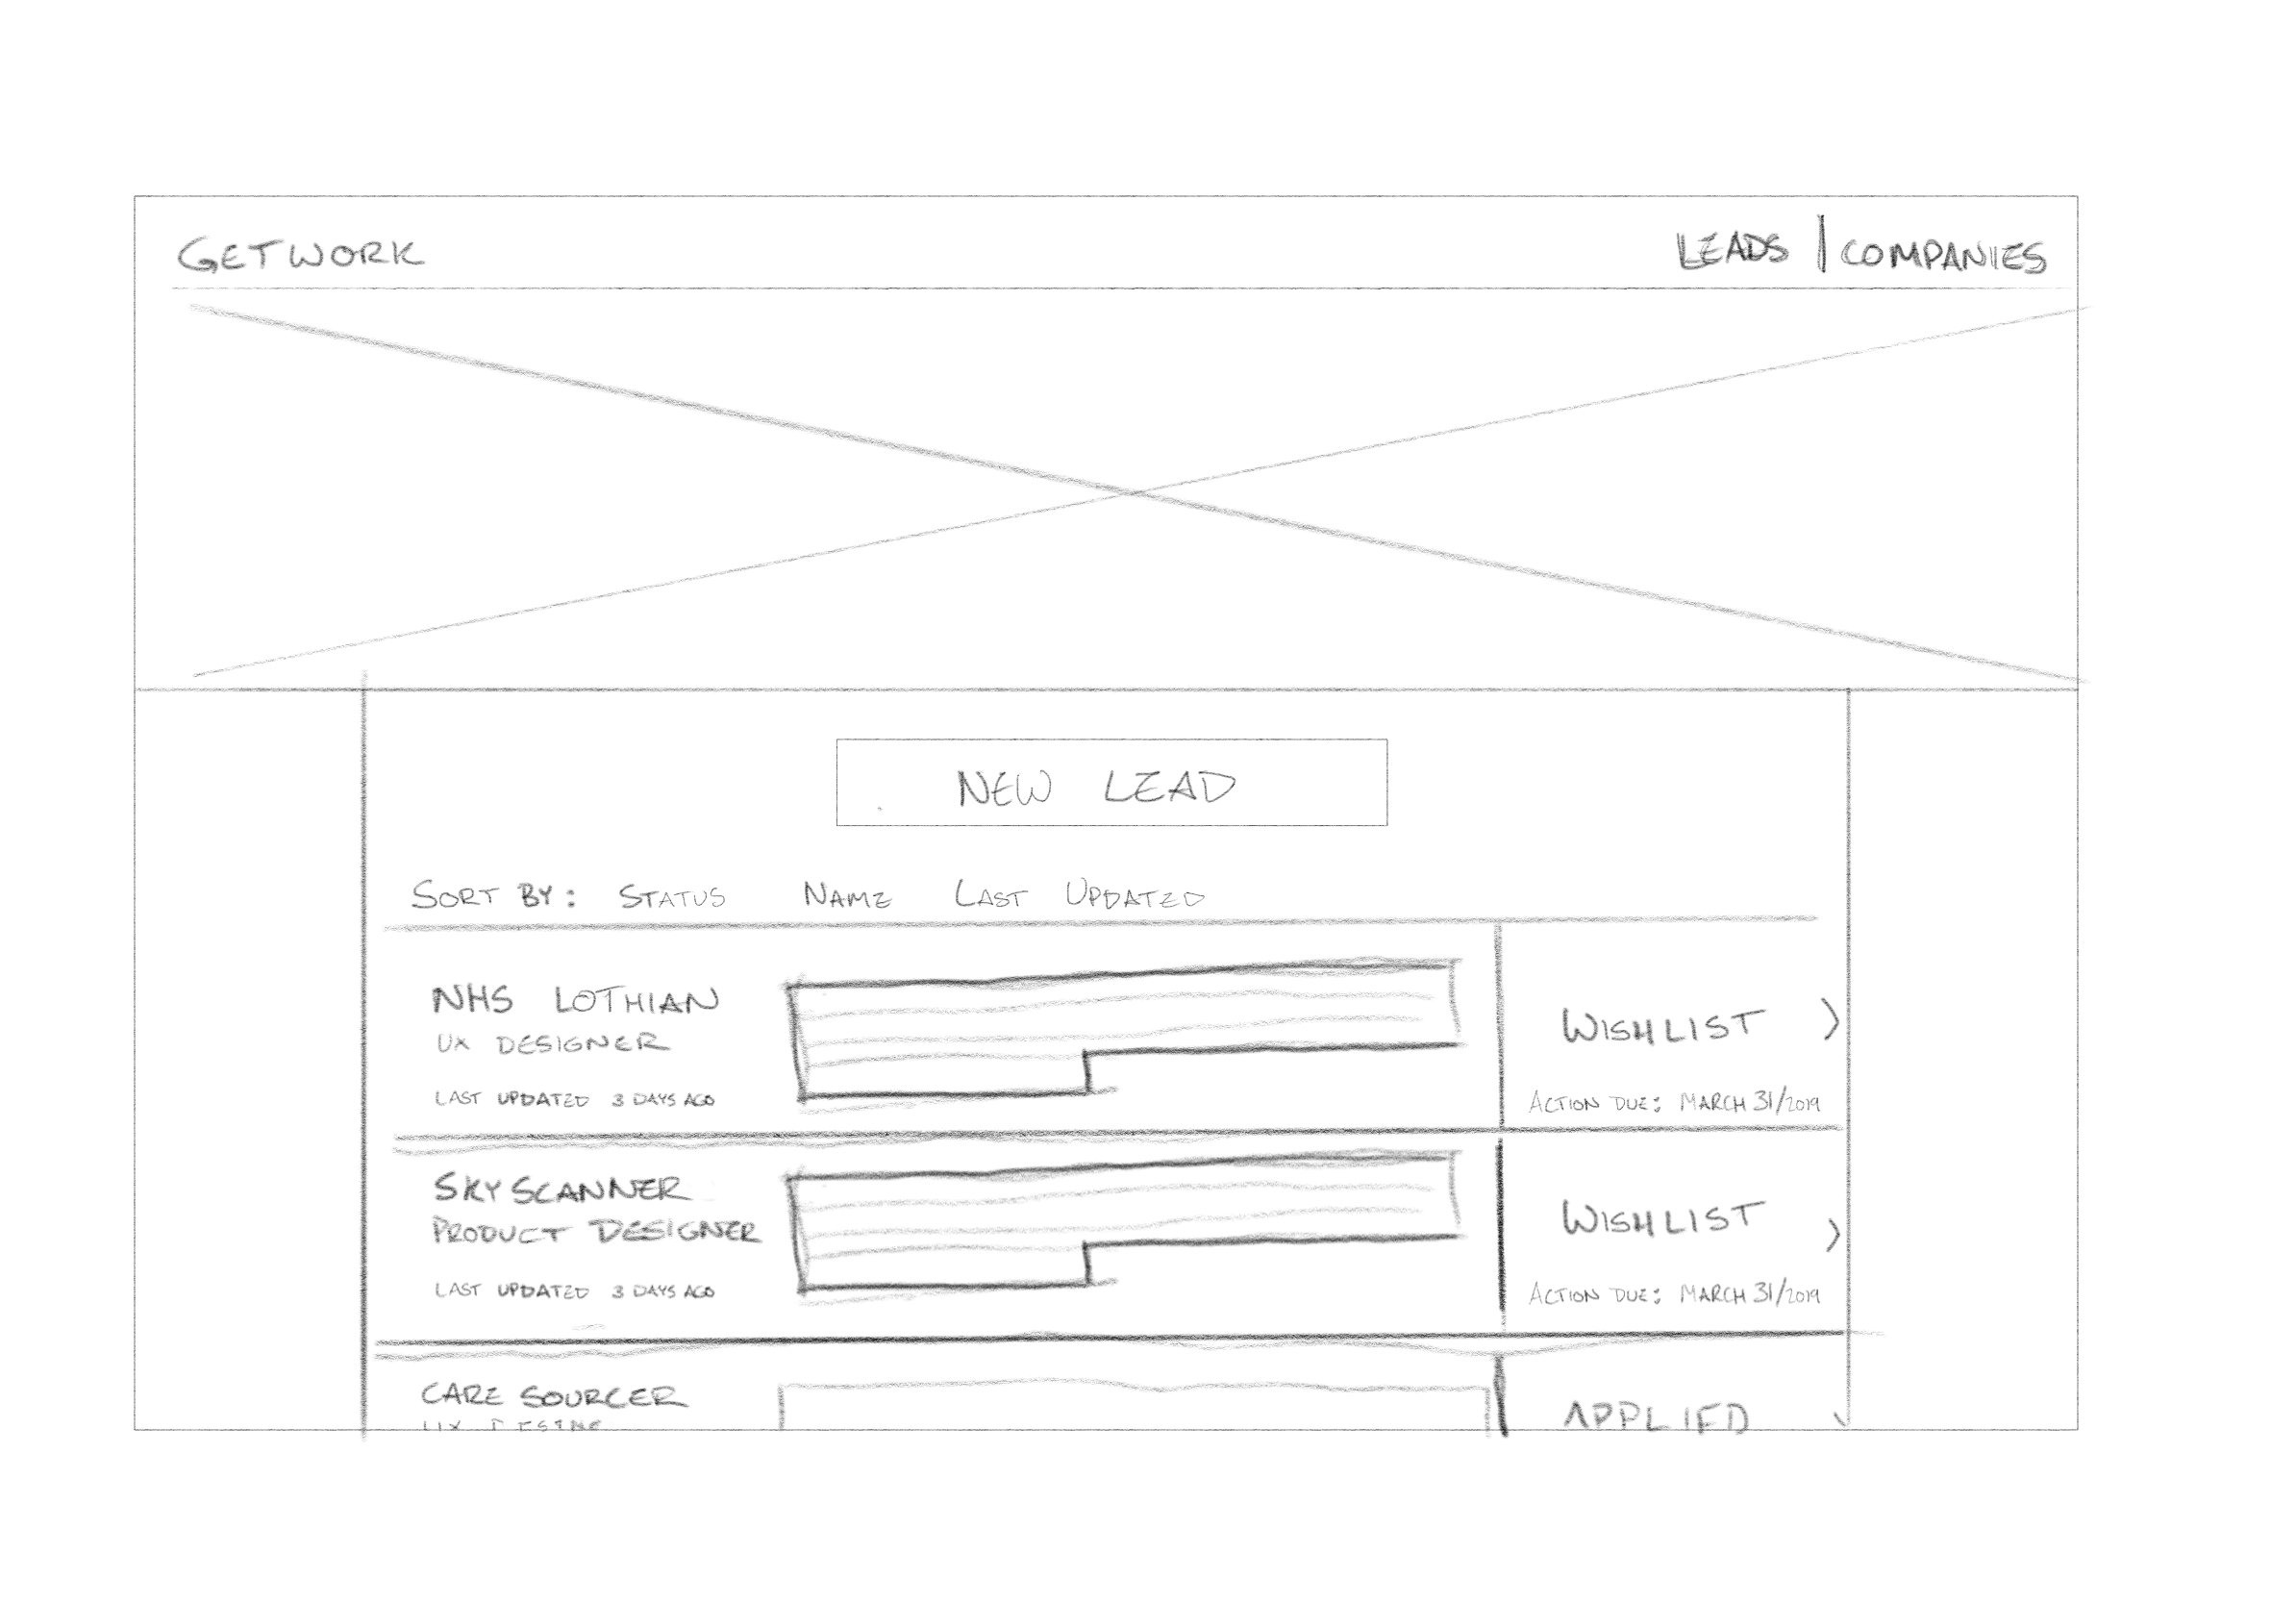 GETWORK
LEADS | COMPANIES
NEW LEAD
SORT BY: STATUS NAME LAST UPDATED
NHS LOTHIAN
UX DESIGNER
LAST UPDATED 3 DAYS AGO
WISHLIST >
ACTION DUE: MARCH 31/2019
SKYSCANNER
PRODUCT DESIGNER
LAST UPDATED 3 DAYS AGO
WISHLIST >
ACTION DUE: MARCH 31/2019
CARE SOURCER
UX
APPLIED